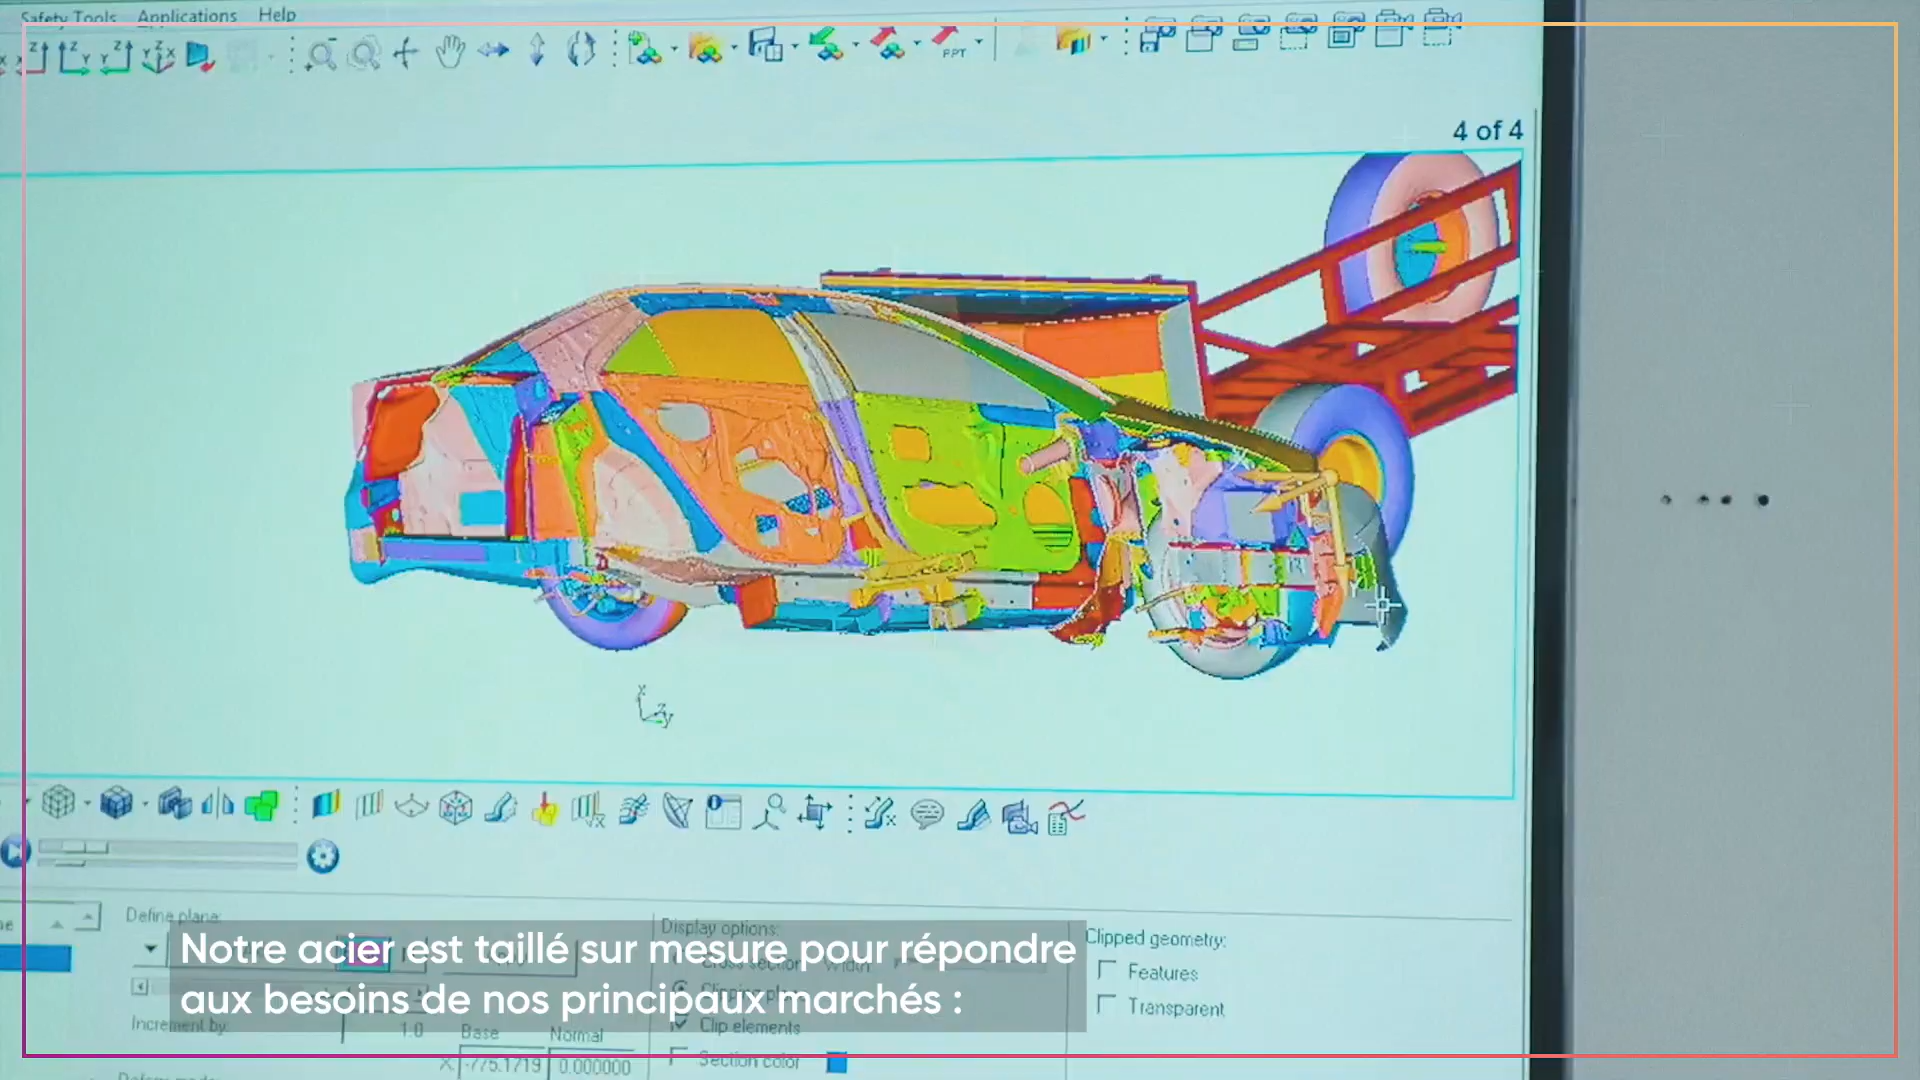 Safety Tools Applications Help
PPT
4 of 4
Define plane:
Display options:
Clipped geometry:
Notre acier est taillé sur mesure pour répondre
aux besoins de nos principaux marchés :
Features
Transparent
Clip elements
Increment by: 1.0
Base Normal
Section color
X: -775.1719 0.000000